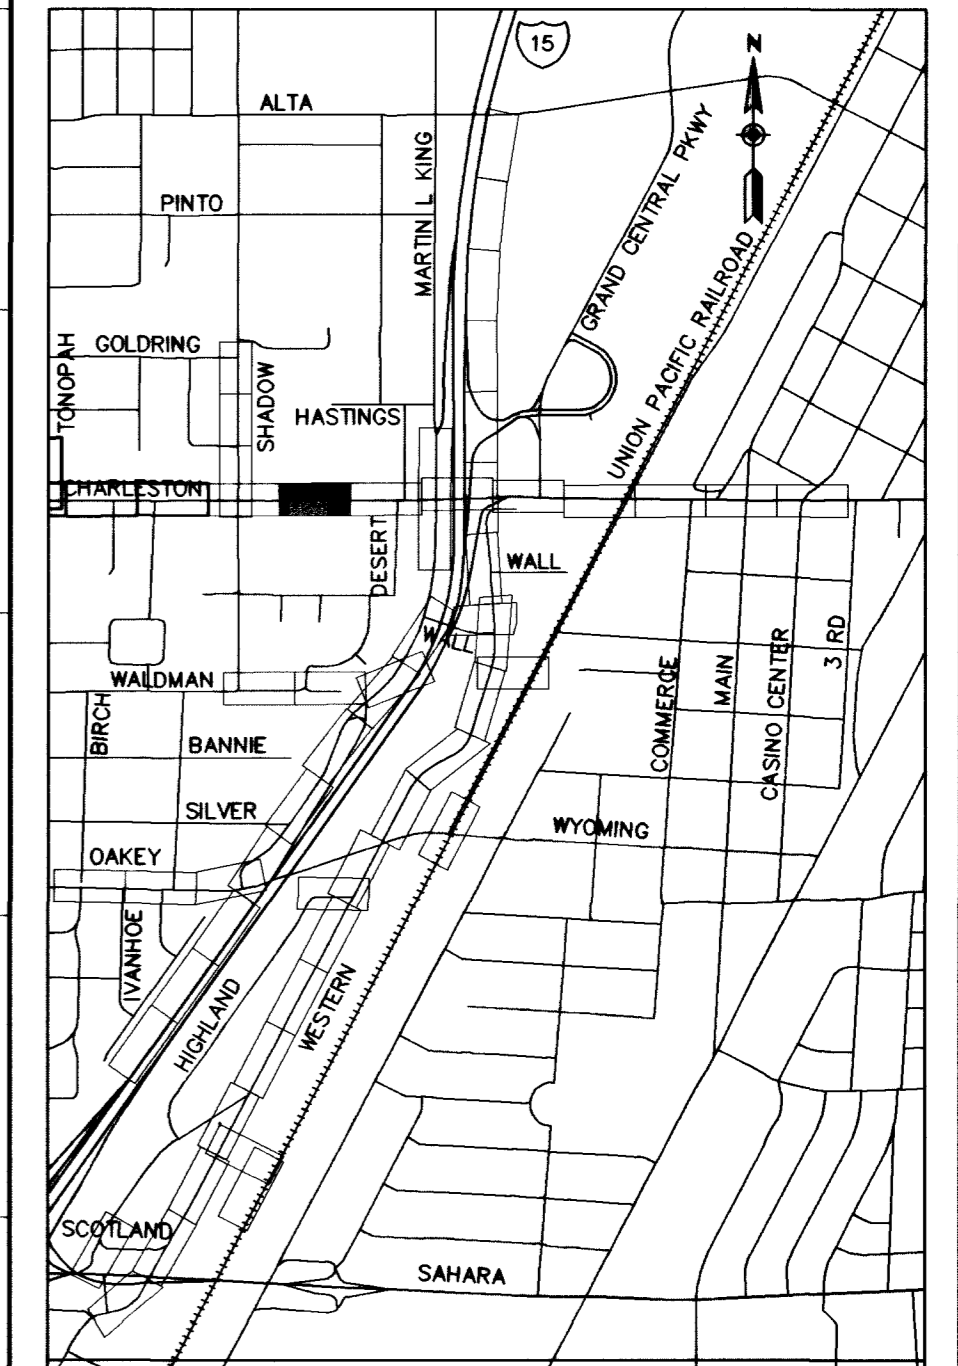 15
N
ALTA
MARTIN L KING
GRAND CENTRAL PKWY
PINTO
UNION PACIFIC RAILROAD
GOLDRING
TONOPAH
SHADOW
HASTINGS
CHARLESTON
DESERT
WALL
WALL
3 RD
WALDMAN
COMMERCE
MAIN
CASINO CENTER
BIRCH
BANNIE
SILVER
WYOMING
OAKEY
IVANHOE
HIGHLAND
WESTERN
SCOTLAND
SAHARA